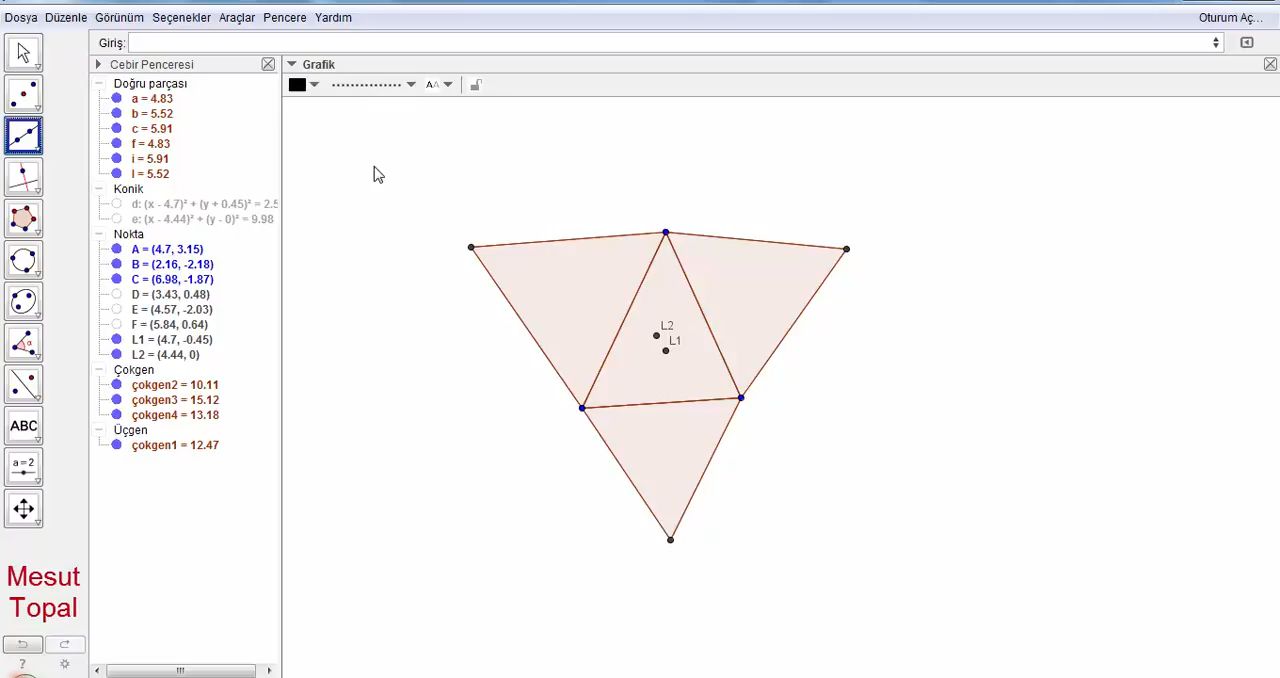 Dosya Düzenle Görünüm Seçenekler Araçlar Pencere Yardım Oturum Aç...
Giriş:
Cebir Penceresi
Grafik
AA
Doğru parçası
a = 4.83
b = 5.52
c = 5.91
f = 4.83
i = 5.91
l = 5.52
Konik
d: (x - 4.7)² + (y + 0.45)² = 2.5
e: (x - 4.44)² + (y - 0)² = 9.98
Nokta
A = (4.7, 3.15)
B = (2.16, -2.18)
C = (6.98, -1.87)
D = (3.43, 0.48)
E = (4.57, -2.03)
F = (5.84, 0.64)
L1 = (4.7, -0.45)
L2 = (4.44, 0)
Çokgen
çokgen2 = 10.11
çokgen3 = 15.12
çokgen4 = 13.18
Üçgen
çokgen1 = 12.47
L2
L1
α
ABC
a = 2
Mesut
Topal
?